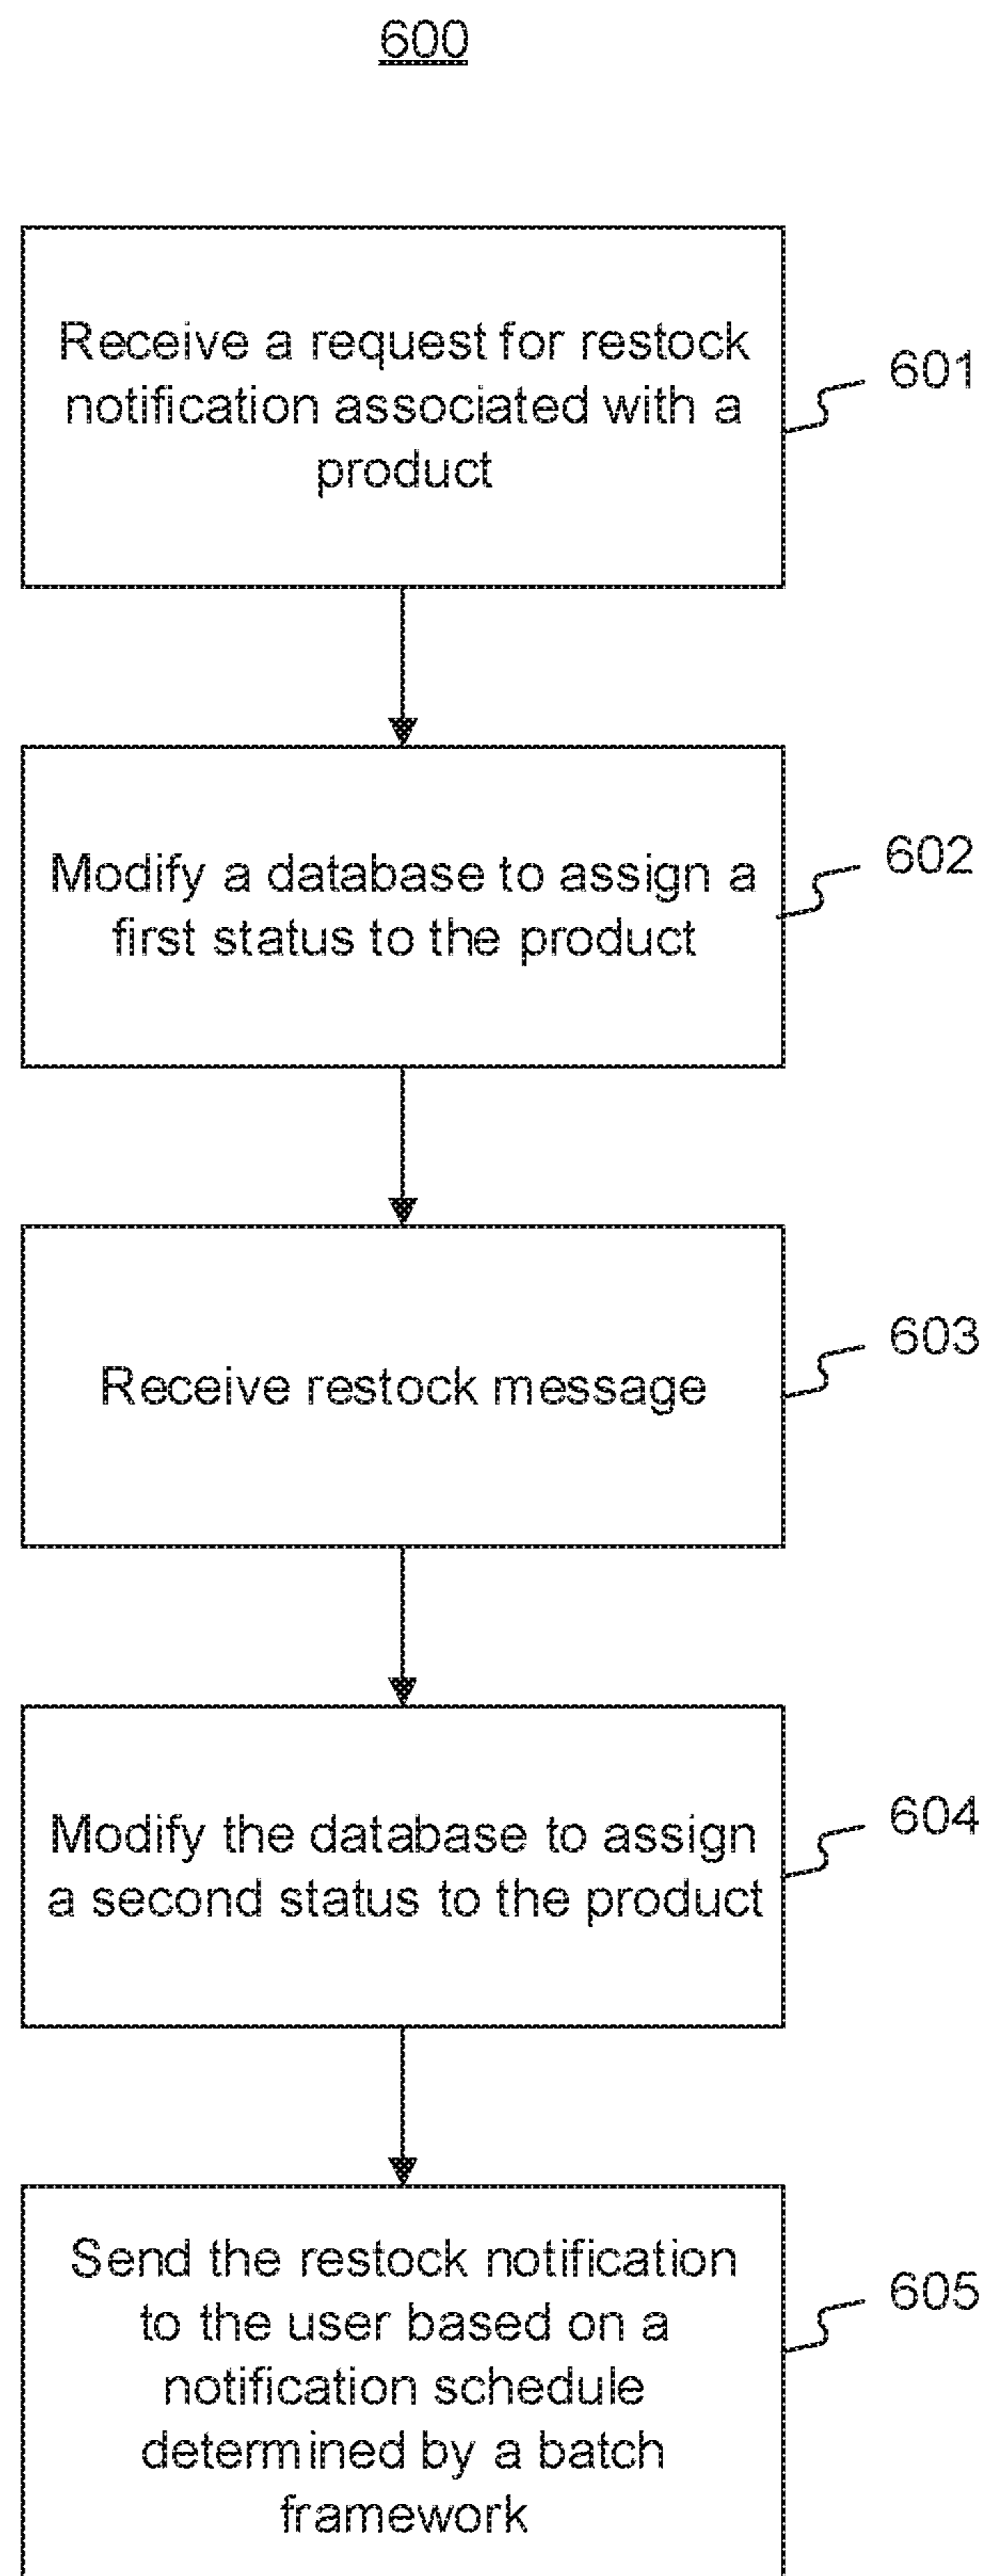 600
Receive a request for restock
notification associated with a
product
601
Modify a database to assign a
first status to the product
602
Receive restock message
603
Modify the database to assign
a second status to the product
604
Send the restock notification
to the user based on a
notification schedule
determined by a batch
framework
605